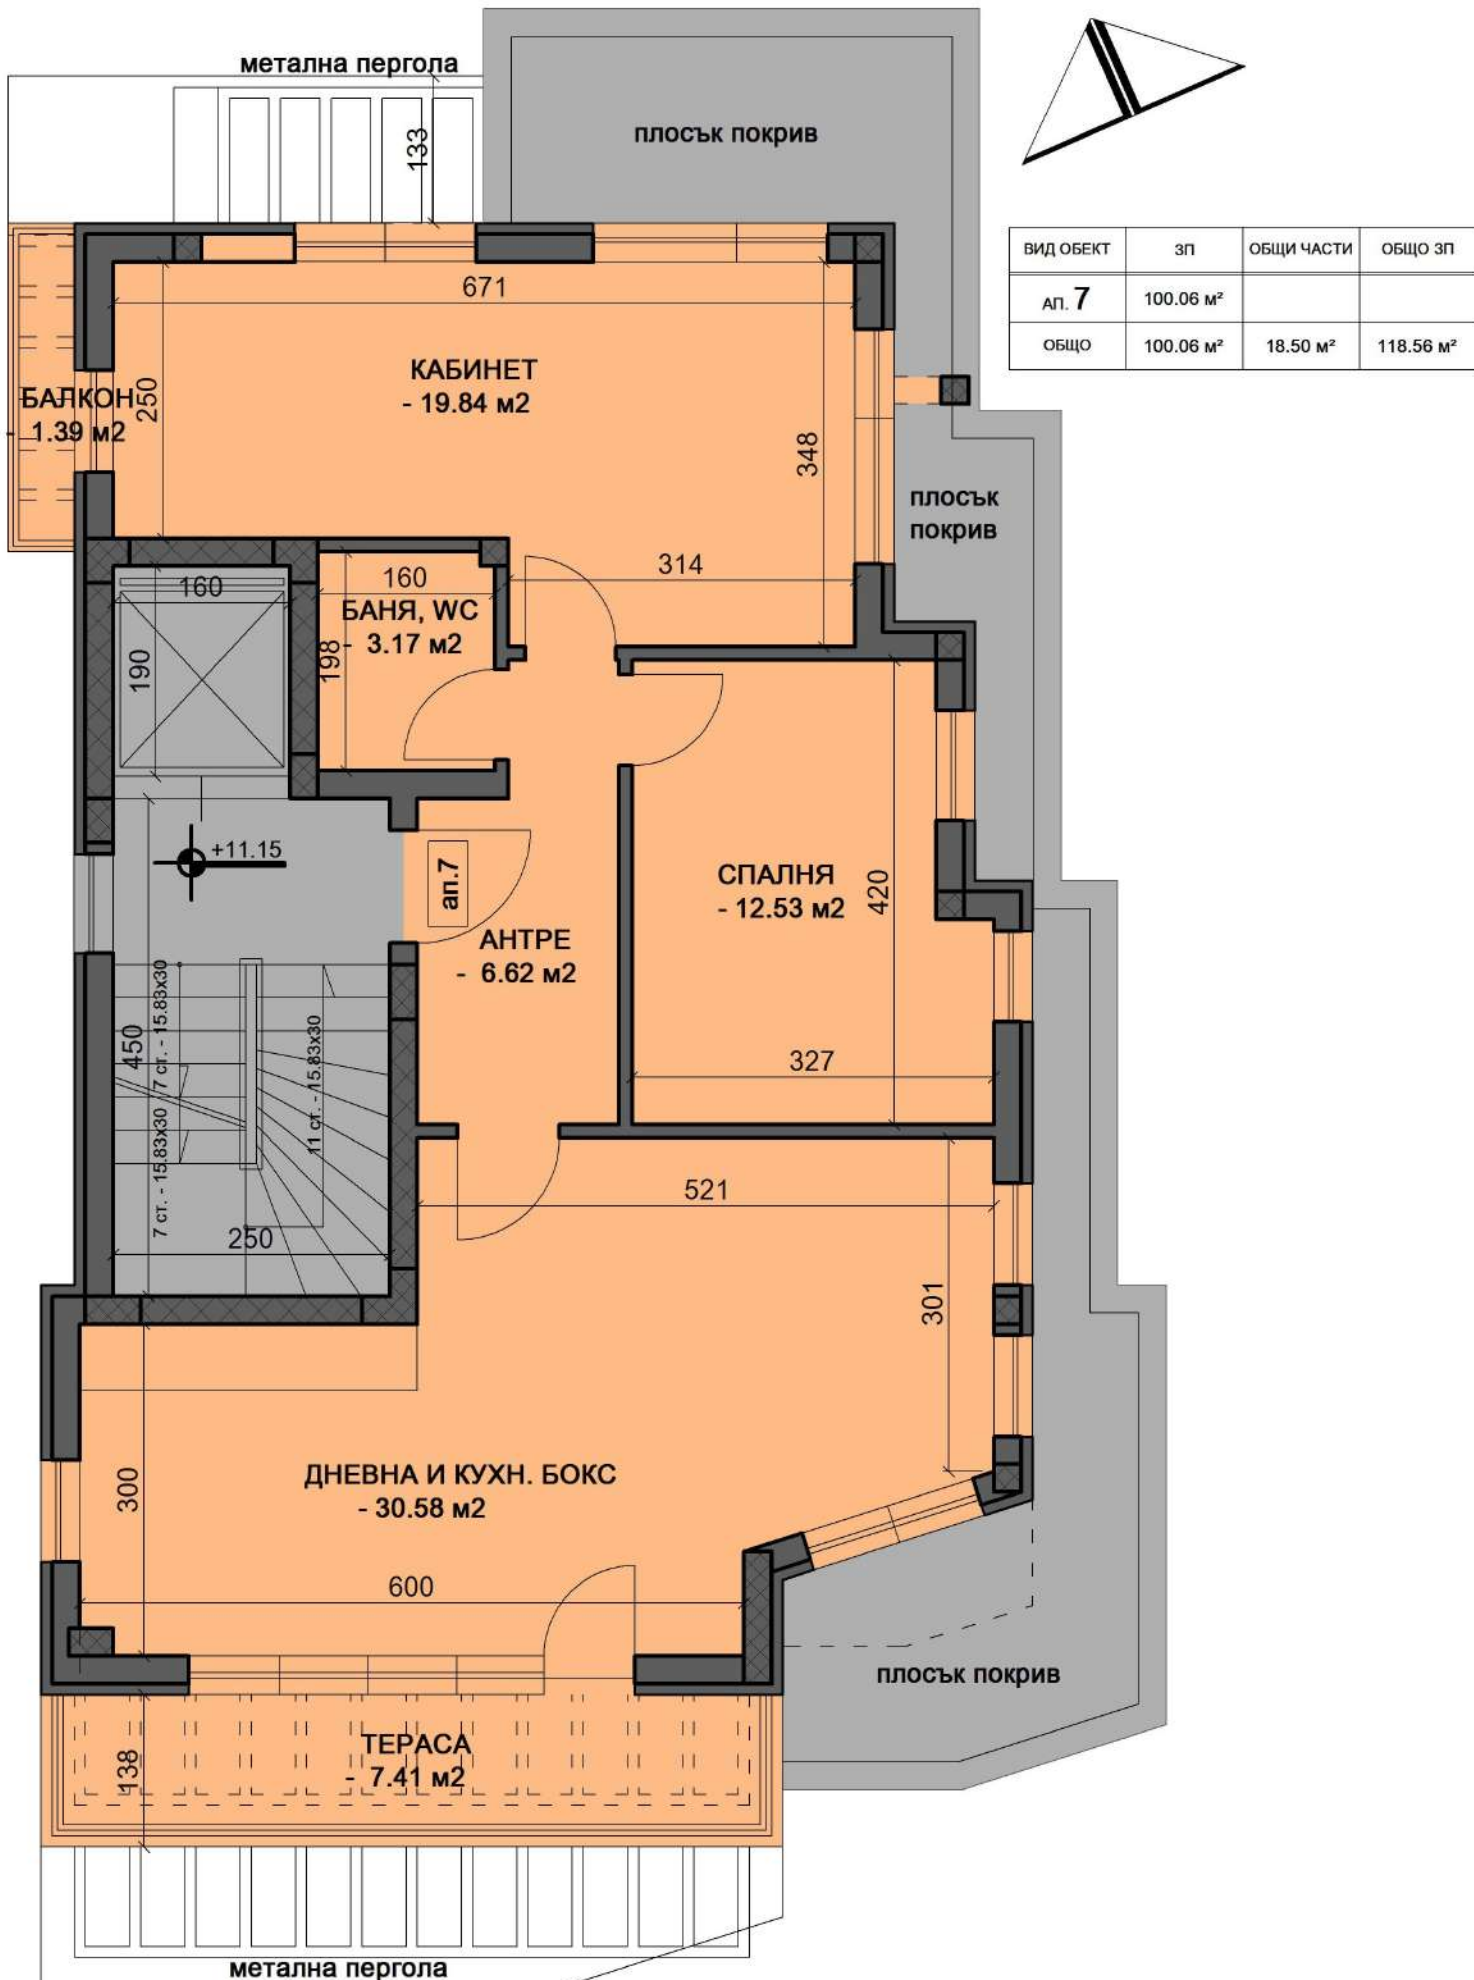 метална пергола
133
плосък покрив
ВИД ОБЕКТ ЗП ОБЩИ ЧАСТИ ОБЩО ЗП
АП. 7 100.06 м²
ОБЩО 100.06 м² 18.50 м² 118.56 м²
671
КАБИНЕТ
- 19.84 м2
250
БАЛКОН
- 1.39 м2
348
плосък
покрив
314
160
160
БАНЯ, WC
- 3.17 м2
198
190
+11.15
ап.7
СПАЛНЯ
- 12.53 м2
420
АНТРЕ
- 6.62 м2
450
7 ст. - 15.83x30
7 ст. - 15.83x30
11 ст. - 15.83x30
327
521
250
301
300
ДНЕВНА И КУХН. БОКС
- 30.58 м2
600
плосък покрив
ТЕРАСА
- 7.41 м2
138
метална пергола